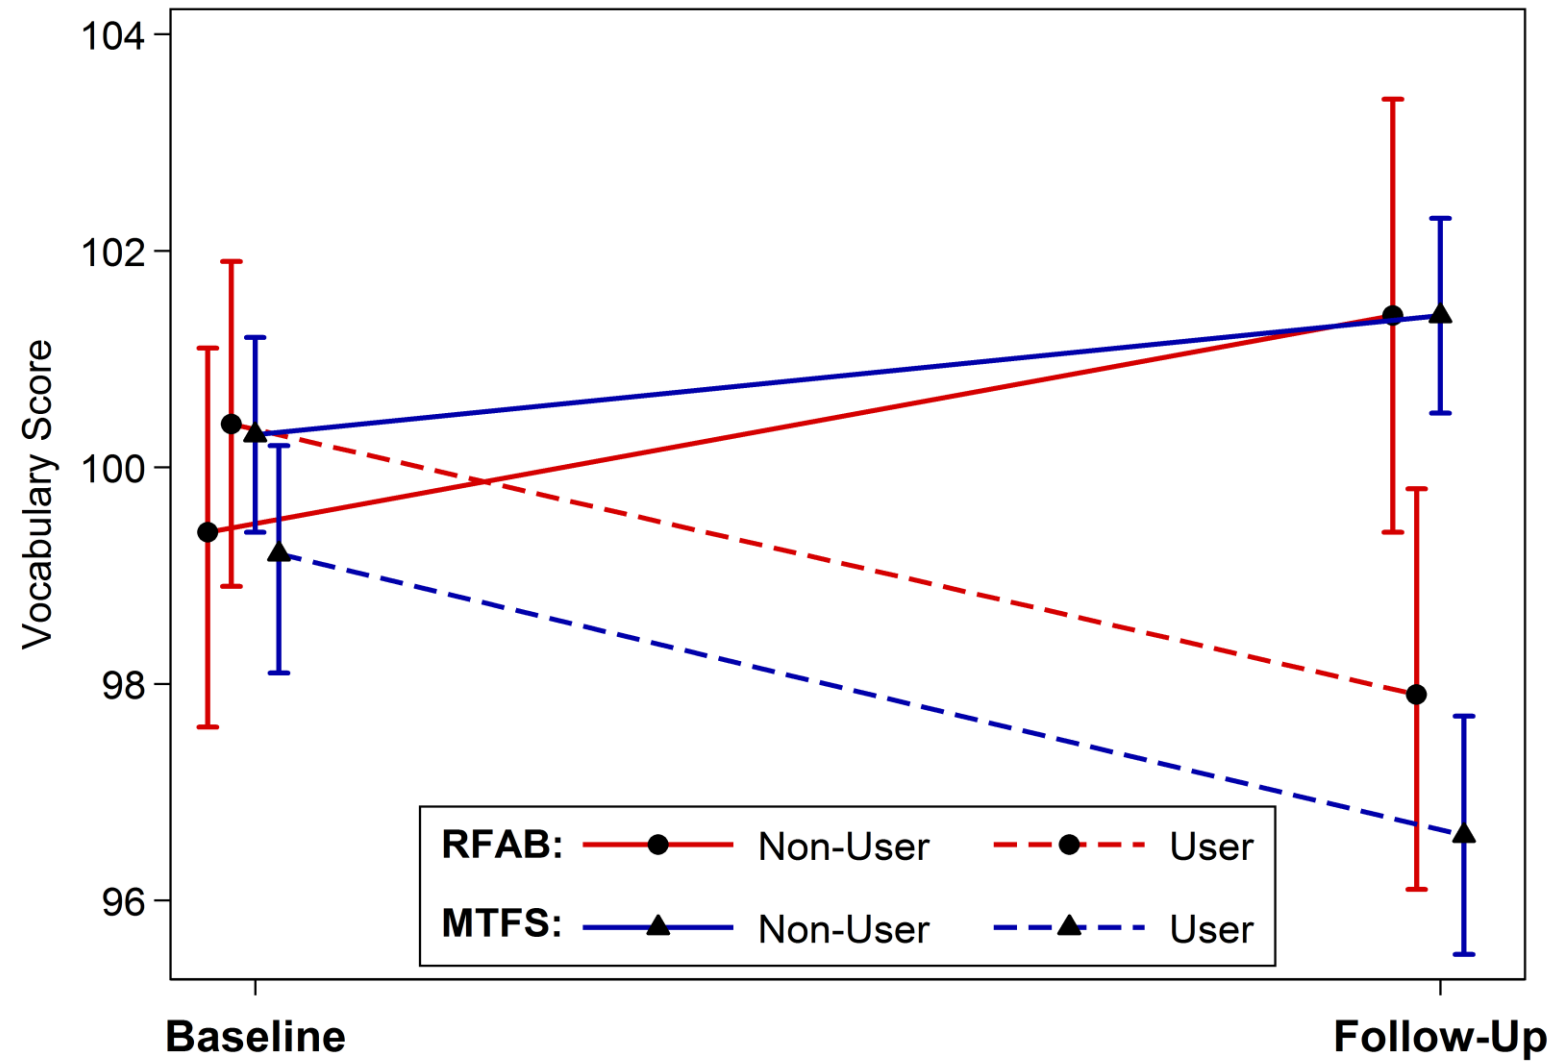 Vocabulary Score
104
102
100
98
96
RFAB: Non-User User
MTFS: Non-User User
Baseline Follow-Up